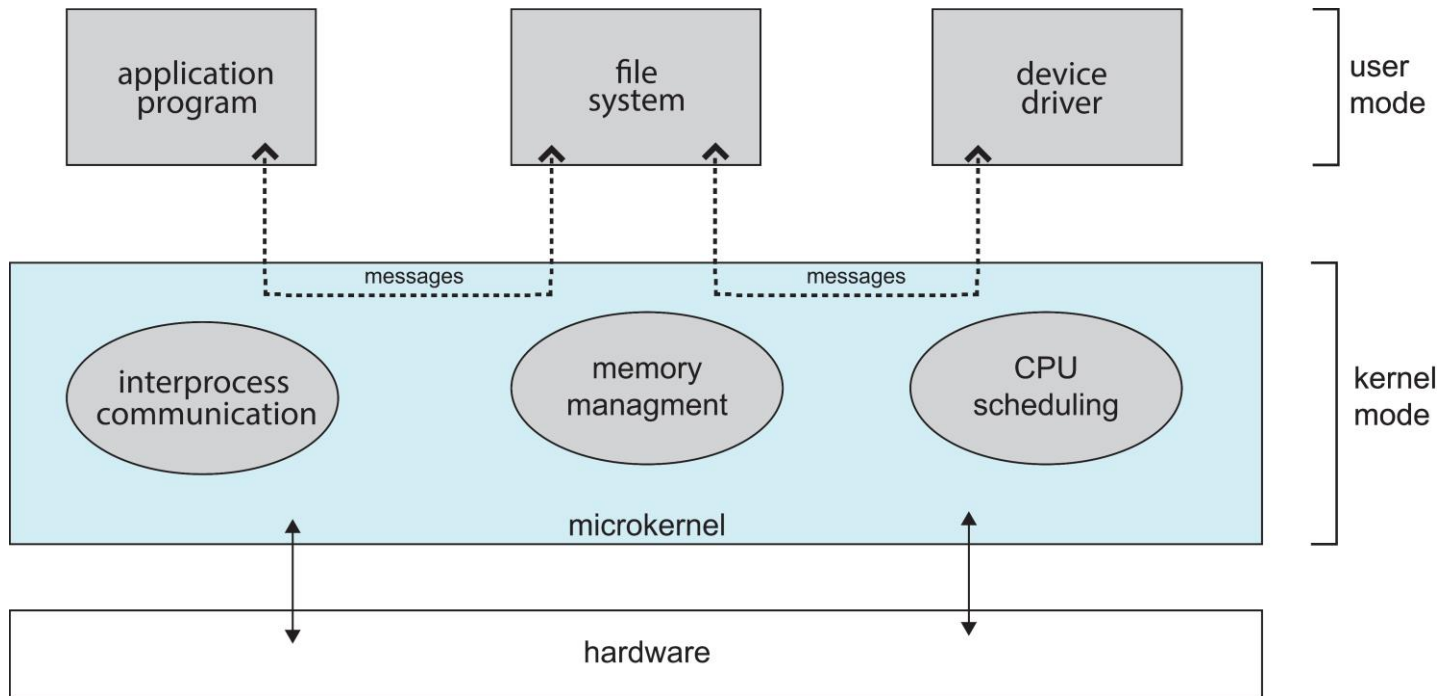 application
program
file
system
device
driver
user
mode
messages
messages
interprocess
communication
memory
managment
CPU
scheduling
kernel
mode
microkernel
hardware